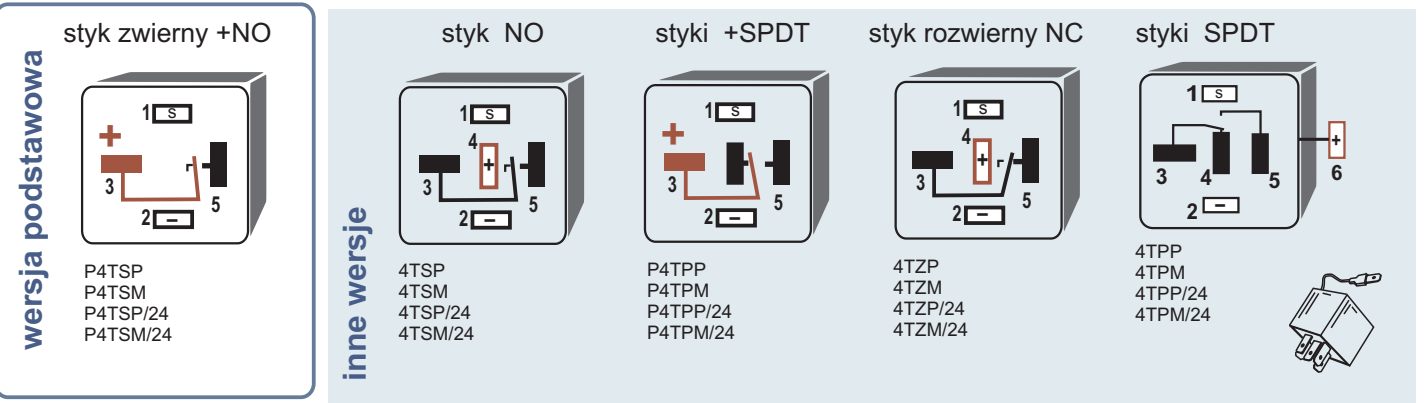 wersja podstawowa
styk zwierny +NO
1 S
+
3
5
2 –
P4TSP
P4TSM
P4TSP/24
P4TSM/24
inne wersje
styk NO
1 S
4
+
3
5
2 –
4TSP
4TSM
4TSP/24
4TSM/24
styki +SPDT
1 S
+
3
5
2 –
P4TPP
P4TPM
P4TPP/24
P4TPM/24
styk rozwierny NC
1 S
4
+
3
5
2 –
4TZP
4TZM
4TZP/24
4TZM/24
styki SPDT
1 S
+
3 4 5 6
2 –
4TPP
4TPM
4TPP/24
4TPM/24